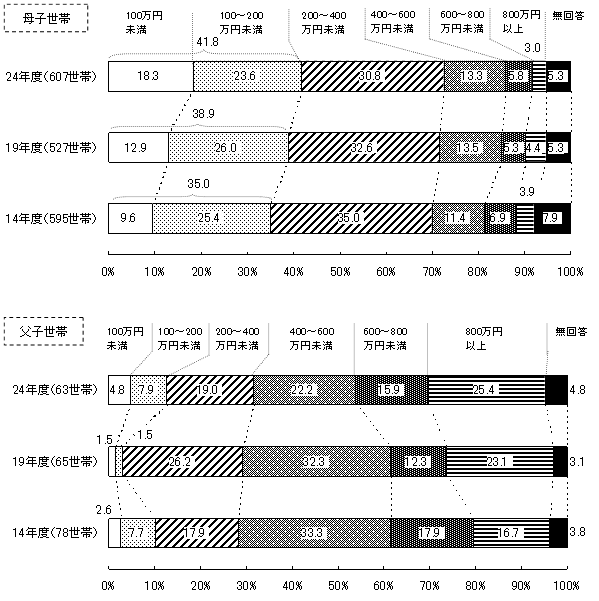 母子世帯
100万円
未満
100～200
万円未満
200～400
万円未満
400～600
万円未満
600～800
万円未満
800万円
以上
無回答
41.8
3.0
24年度(607世帯)
18.3
23.6
30.8
13.3
5.8
5.3
38.9
19年度(527世帯)
12.9
26.0
32.6
13.5
5.3
4.4
5.3
35.0
3.9
14年度(595世帯)
9.6
25.4
35.0
11.4
6.9
7.9
0%
10%
20%
30%
40%
50%
60%
70%
80%
90%
100%
父子世帯
100万円
未満
100～200
万円未満
200～400
万円未満
400～600
万円未満
600～800
万円未満
800万円
以上
無回答
24年度(63世帯)
4.8
7.9
19.0
22.2
15.9
25.4
4.8
1.5
1.5
19年度(65世帯)
26.2
32.3
12.3
23.1
3.1
2.6
14年度(78世帯)
7.7
17.9
33.3
17.9
16.7
3.8
0%
10%
20%
30%
40%
50%
60%
70%
80%
90%
100%